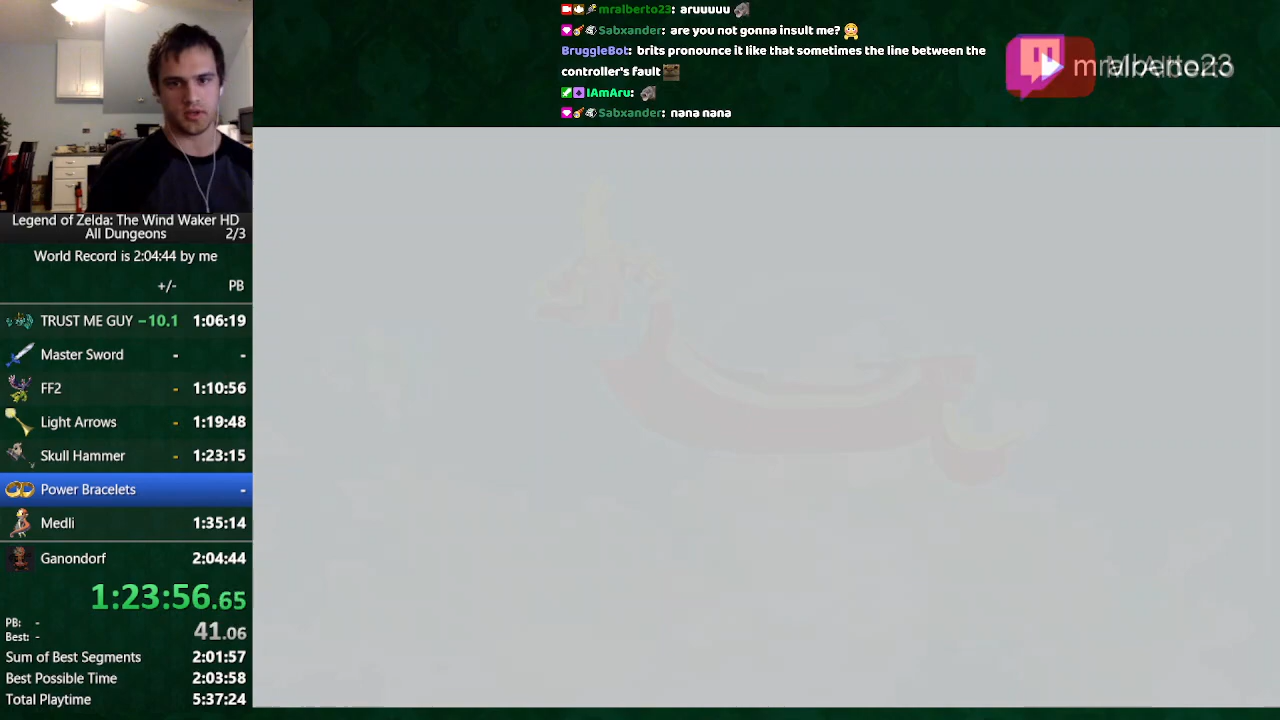 mralberto23: aruuuuu
Sabxander: are you not gonna insult me?
BruggleBot: brits pronounce it like that sometimes the line between the
controller's fault
IAmAru:
Sabxander: nana nana
Legend of Zelda: The Wind Waker HD
All Dungeons 2/3
World Record is 2:04:44 by me
+/- PB
TRUST ME GUY -10.1 1:06:19
Master Sword - -
FF2 - 1:10:56
Light Arrows - 1:19:48
Skull Hammer - 1:23:15
Power Bracelets -
Medli 1:35:14
Ganondorf 2:04:44
1:23:56.65
PB: -
Best: - 41.06
Sum of Best Segments 2:01:57
Best Possible Time 2:03:58
Total Playtime 5:37:24